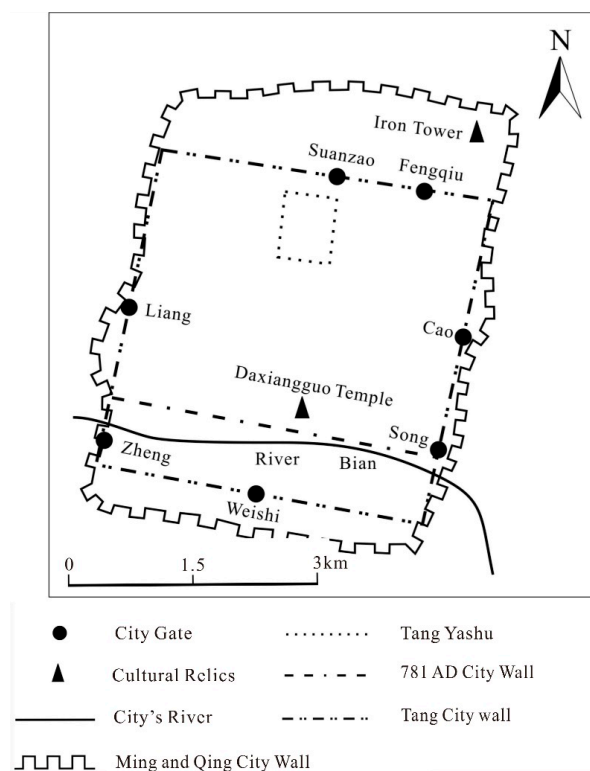 N
Iron Tower
Suanzao
Fengqiu
Liang
Cao
Daxiangguo Temple
Song
Zheng
River Bian
Weishi
0 1.5 3km
City Gate
Tang Yashu
Cultural Relics
781 AD City Wall
City's River
Tang City wall
Ming and Qing City Wall